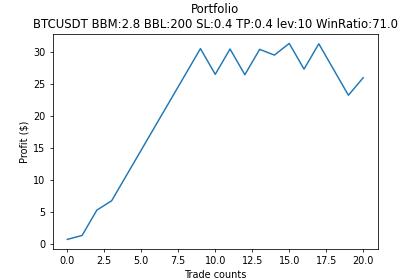 Portfolio
BTCUSDT BBM:2.8 BBL:200 SL:0.4 TP:0.4 lev:10 WinRatio:71.0
30
25
20
15
10
5
0
Profit ($)
0.0 2.5 5.0 7.5 10.0 12.5 15.0 17.5 20.0
Trade counts